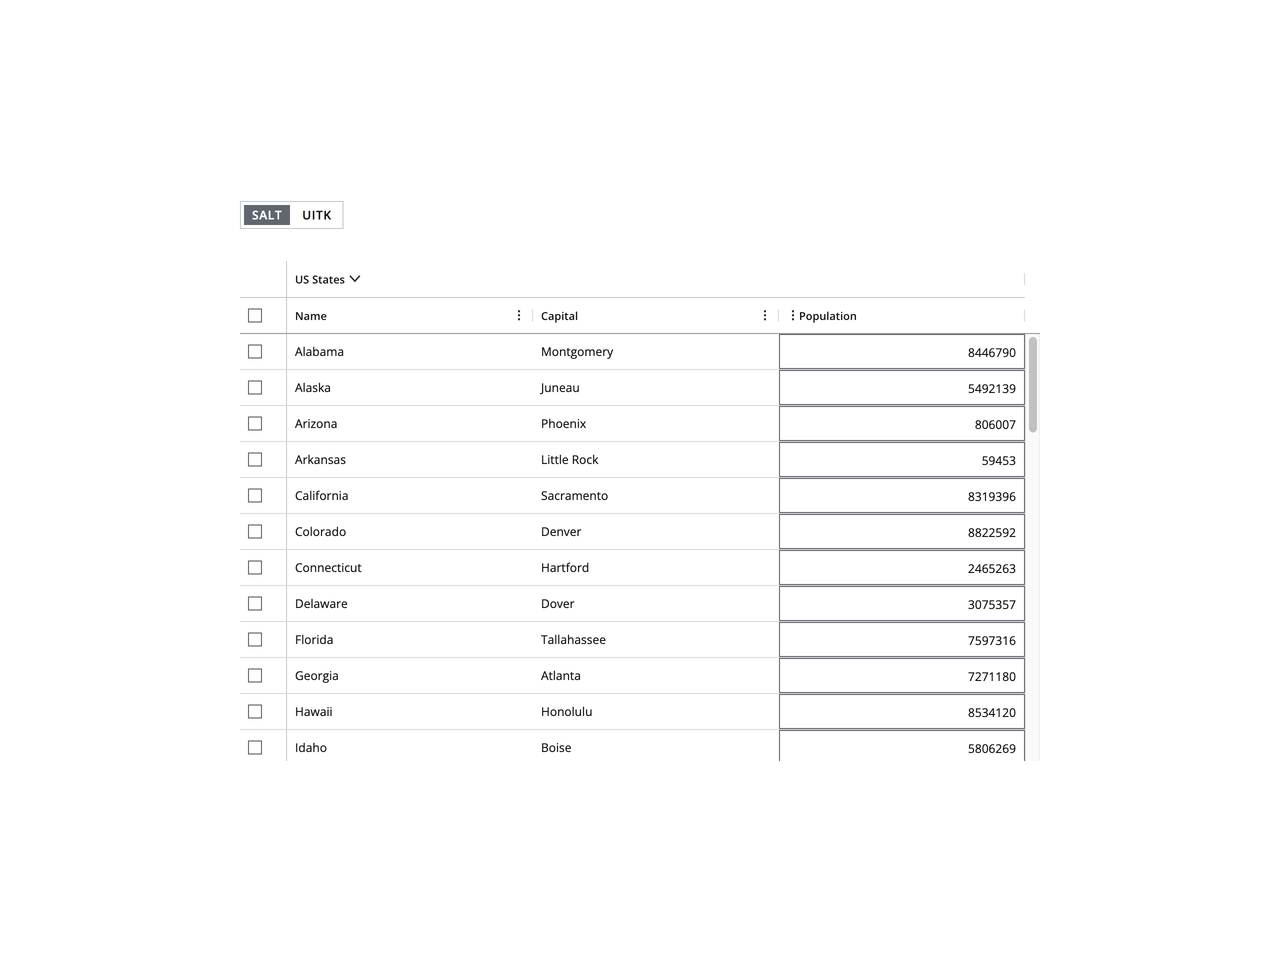 SALT UITK
US States
Name Capital Population
Alabama Montgomery 8446790
Alaska Juneau 5492139
Arizona Phoenix 806007
Arkansas Little Rock 59453
California Sacramento 8319396
Colorado Denver 8822592
Connecticut Hartford 2465263
Delaware Dover 3075357
Florida Tallahassee 7597316
Georgia Atlanta 7271180
Hawaii Honolulu 8534120
Idaho Boise 5806269